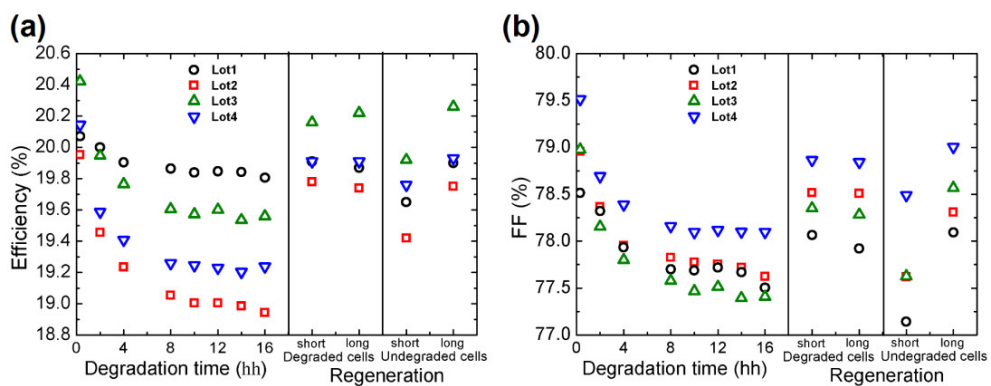 (a)
20.6
20.4
20.2
20.0
19.8
19.6
19.4
19.2
19.0
18.8
Efficiency (%)
Lot1
Lot2
Lot3
Lot4
0 4 8 12 16
Degradation time (hh)
short long short long
Degraded cells Undegraded cells
Regeneration
(b)
80.0
79.5
79.0
78.5
78.0
77.5
77.0
FF (%)
Lot1
Lot2
Lot3
Lot4
0 4 8 12 16
Degradation time (hh)
short long short long
Degraded cells Undegraded cells
Regeneration